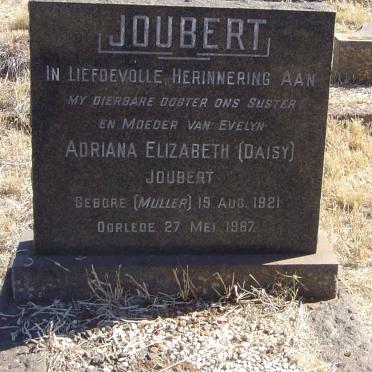 JOUBERT
IN LIEFDEVOLLE HERINNERING AAN
MY DIERBARE DOGTER ONS SUSTER
EN MOEDER VAN EVELYN
ADRIANA ELIZABETH (DAISY)
JOUBERT
GEBORE (MULLER) 19 AUG. 1921
OORLEDE 27 MEI 1967.